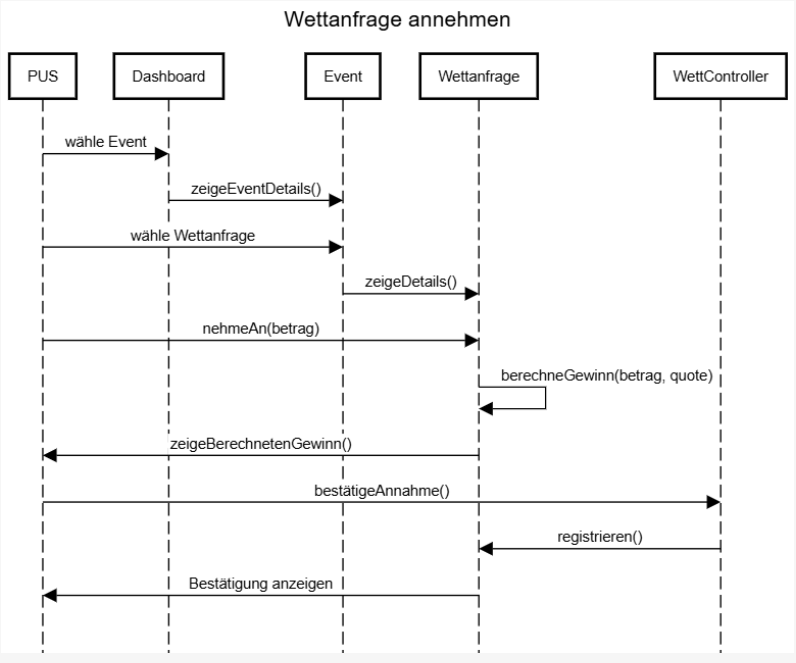 Wettanfrage annehmen
PUS
Dashboard
Event
Wettanfrage
WettController
wähle Event
zeigeEventDetails()
wähle Wettanfrage
zeigeDetails()
nehmeAn(betrag)
berechneGewinn(betrag, quote)
zeigeBerechnetenGewinn()
bestätigeAnnahme()
registrieren()
Bestätigung anzeigen